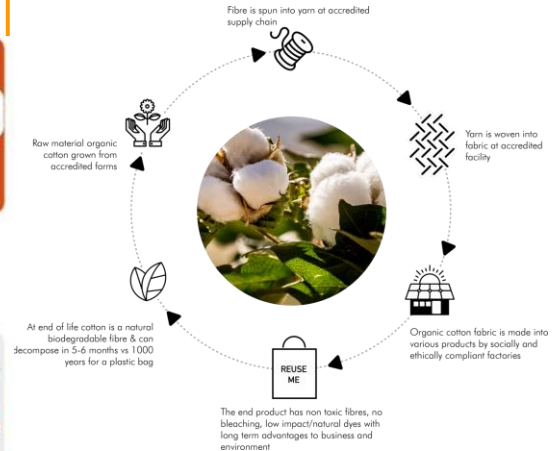 Fibre is spun into yarn at accredited
supply chain
Yarn is woven into
fabric at accredited
facility
Organic cotton fabric is made into
various products by socially and
ethically compliant factories
REUSE
ME
The end product has non toxic fibres, no
bleaching, low impact/natural dyes with
long term advantages to business and
environment
At end of life cotton is a natural
biodegradable fibre & can
decompose in 5-6 months vs 1000
years for a plastic bag
Raw material organic
cotton grown from
accredited farms